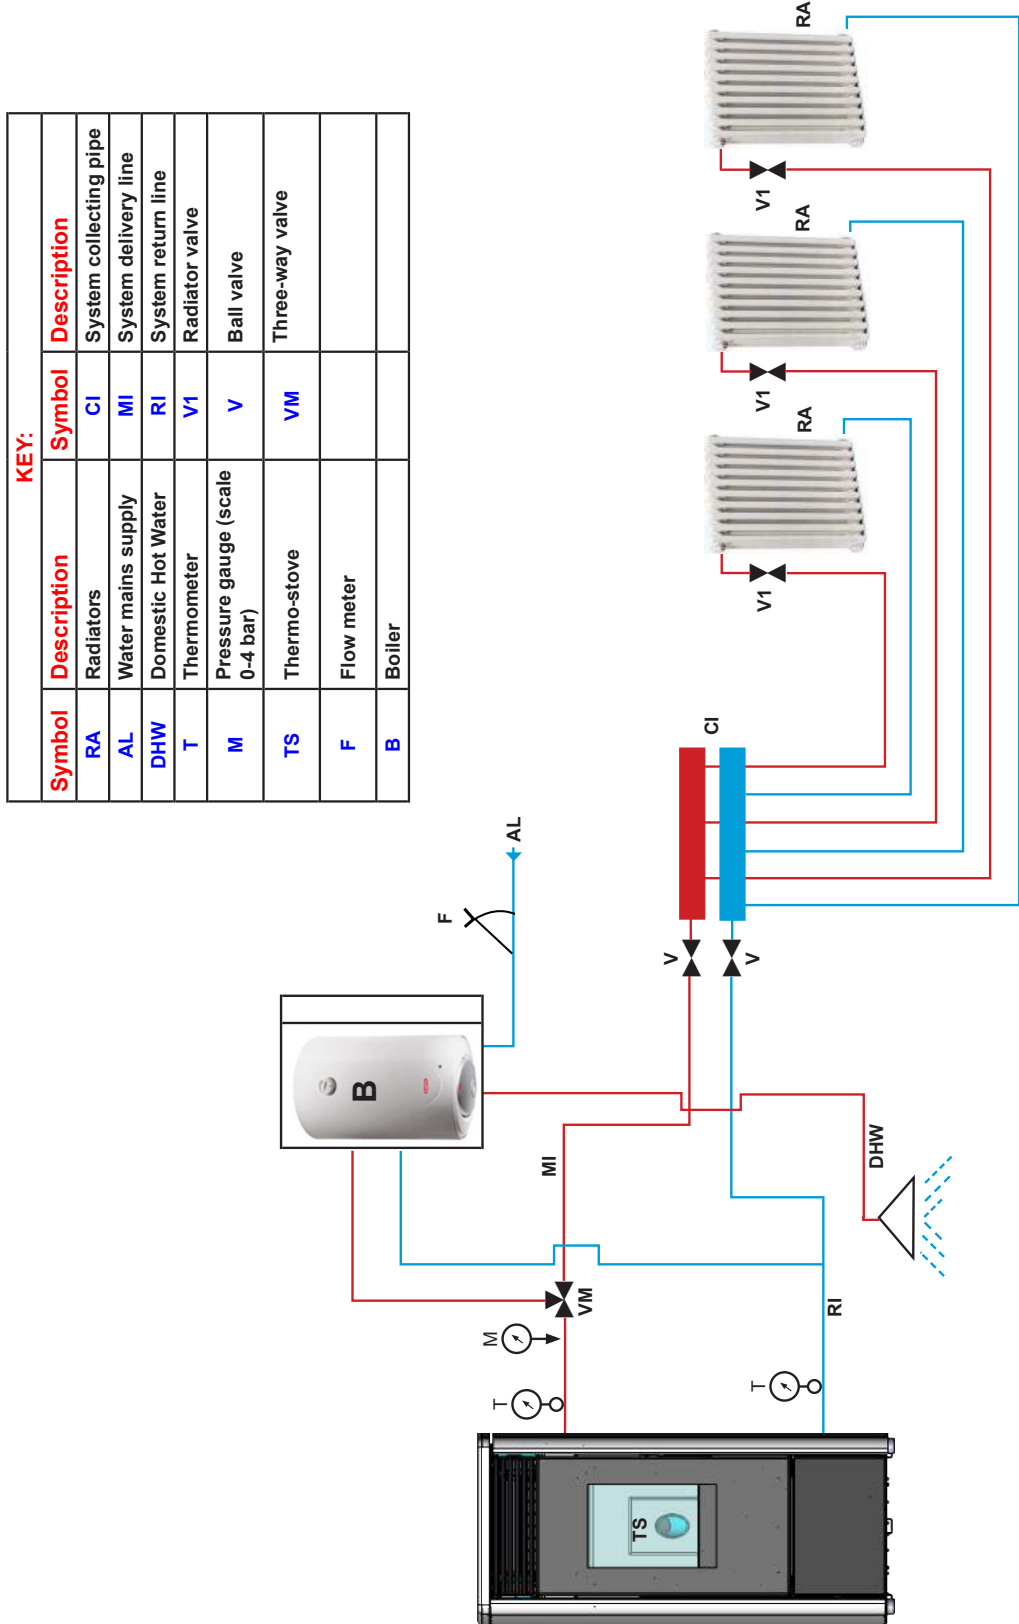 KEY:
Symbol Description Symbol Description
RA Radiators CI System collecting pipe
AL Water mains supply MI System delivery line
DHW Domestic Hot Water RI System return line
T Thermometer V1 Radiator valve
M Pressure gauge (scale
0-4 bar) V Ball valve
TS Thermo-stove VM Three-way valve
F Flow meter
B Boiler
TS
T
T
M
VM
RI
MI
B
DHW
F
AL
V
V
CI
V1
RA
V1
RA
V1
RA